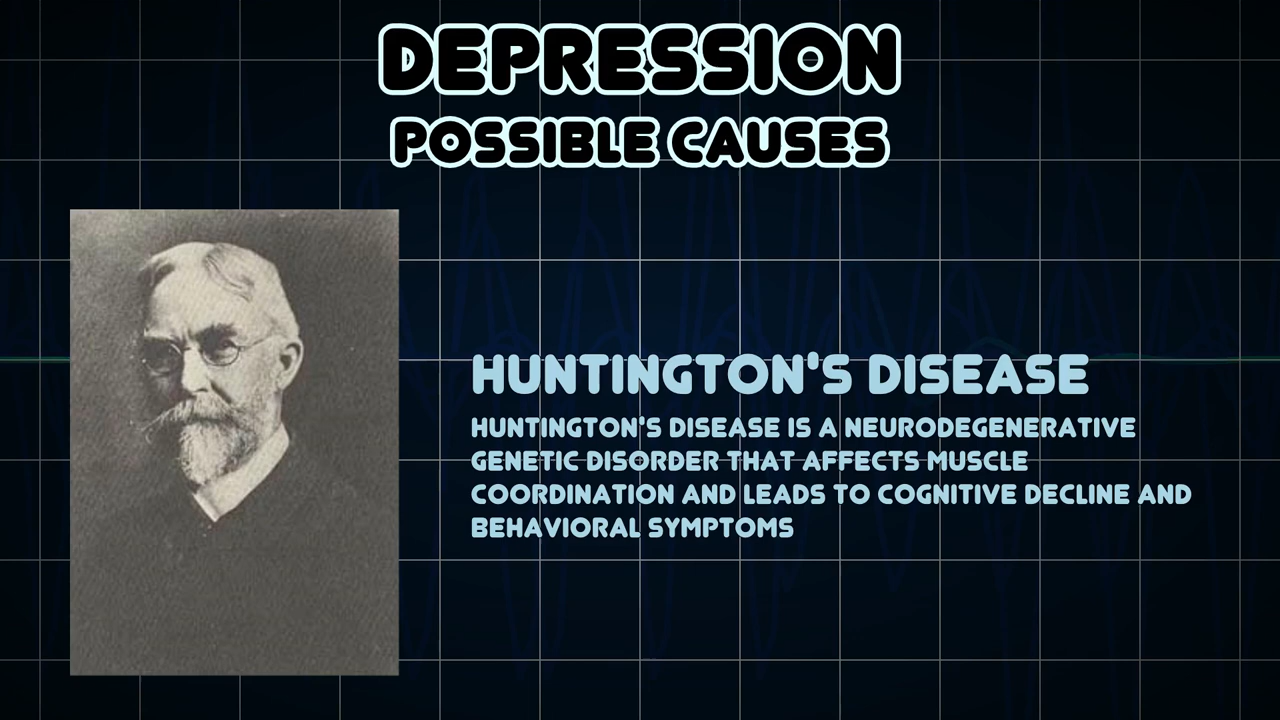 DEPRESSION
POSSIBLE CAUSES
HUNTINGTON'S DISEASE
HUNTINGTON'S DISEASE IS A NEURODEGENERATIVE
GENETIC DISORDER THAT AFFECTS MUSCLE
COORDINATION AND LEADS TO COGNITIVE DECLINE AND
BEHAVIORAL SYMPTOMS